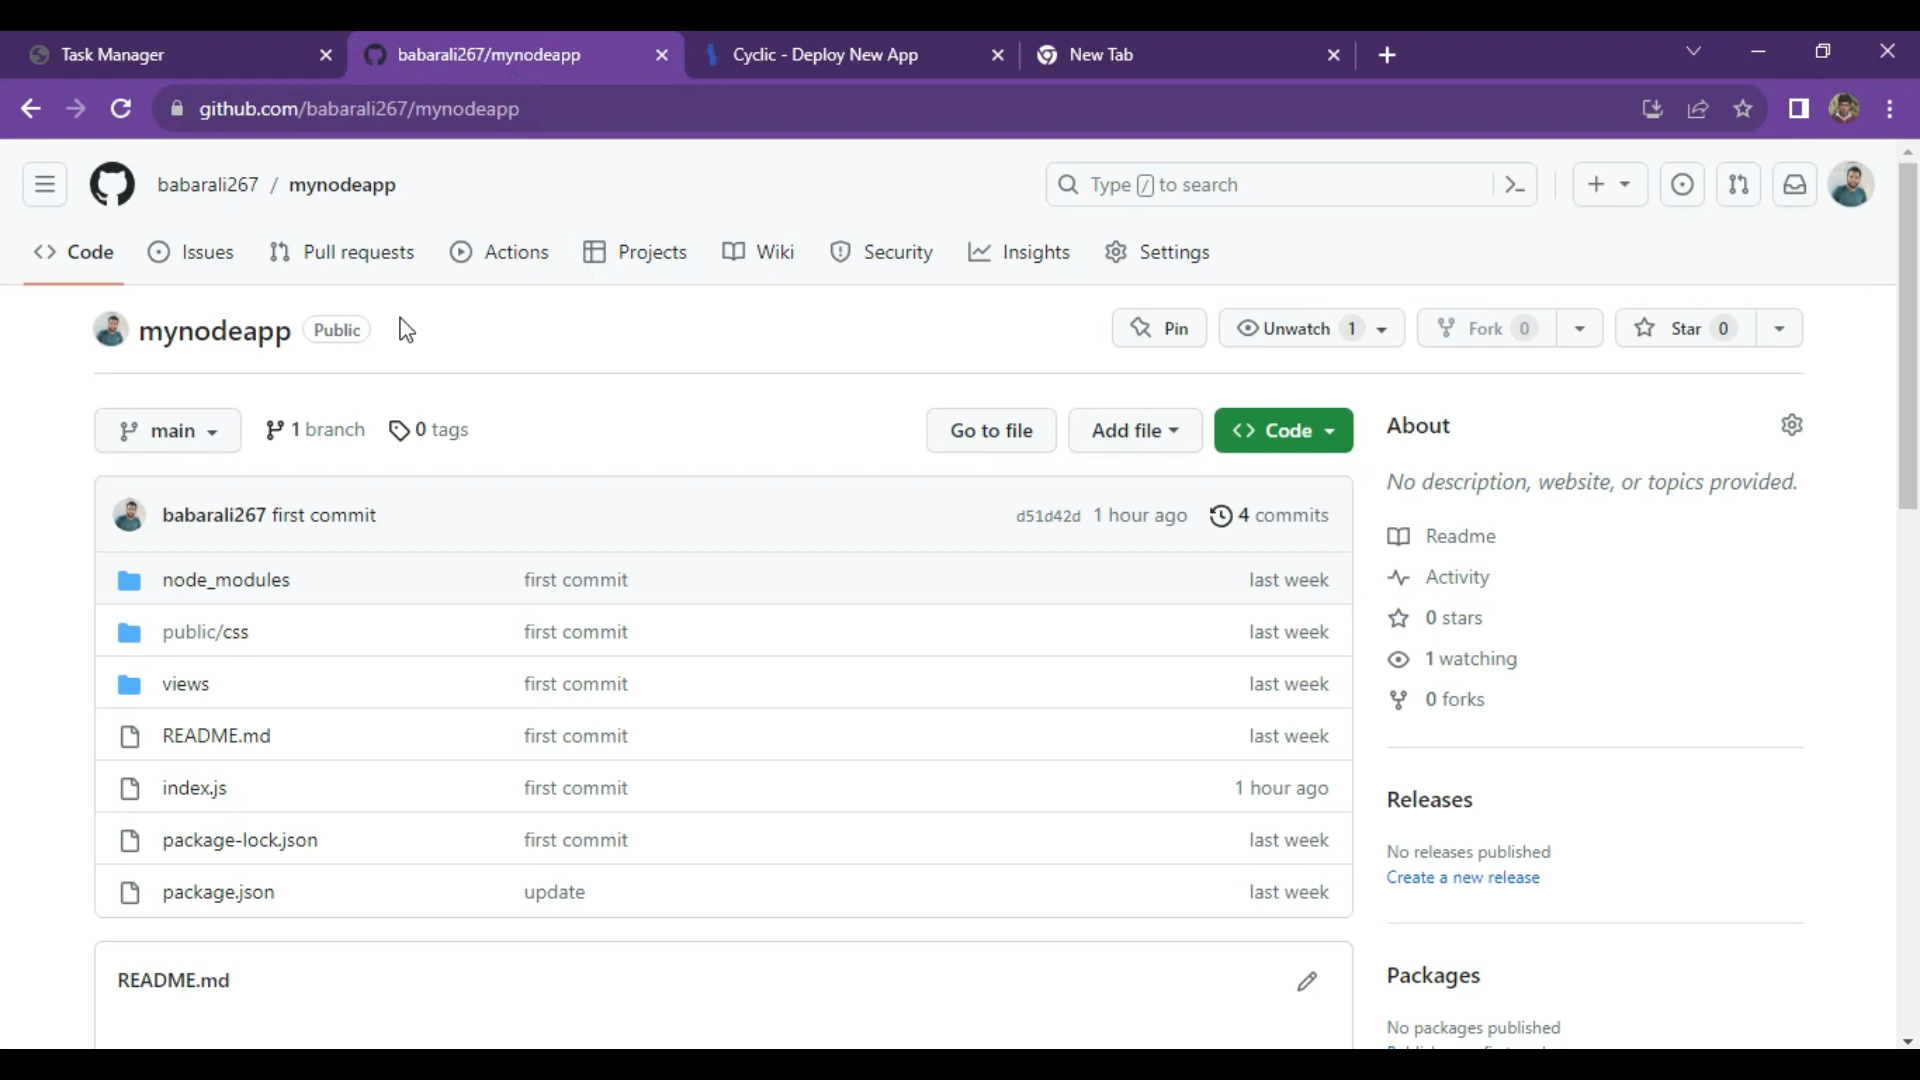 Task Manager
babarali267/mynodeapp
Cyclic - Deploy New App
New Tab
github.com/babarali267/mynodeapp
babarali267 / mynodeapp
Type / to search
Code
Issues
Pull requests
Actions
Projects
Wiki
Security
Insights
Settings
mynodeapp Public
Pin
Unwatch 1
Fork 0
Star 0
main
1 branch
0 tags
Go to file
Add file
Code
About
No description, website, or topics provided.
babarali267 first commit d51d42d 1 hour ago 4 commits
node_modules first commit last week
public/css first commit last week
views first commit last week
README.md first commit last week
index.js first commit 1 hour ago
package-lock.json first commit last week
package.json update last week
Readme
Activity
0 stars
1 watching
0 forks
Releases
No releases published
Create a new release
README.md
Packages
No packages published